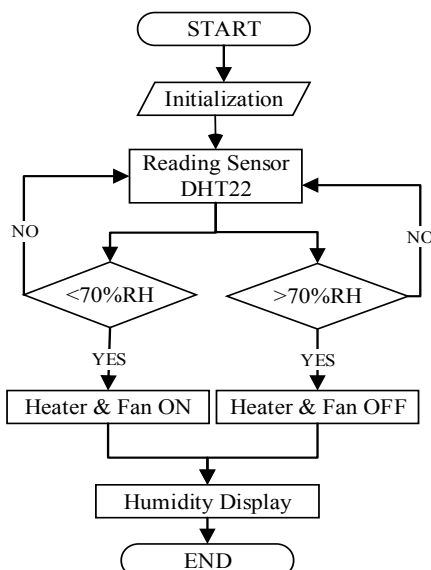 START
Initialization
Reading Sensor
DHT22
NO
NO
<70%RH
>70%RH
YES
YES
Heater & Fan ON
Heater & Fan OFF
Humidity Display
END